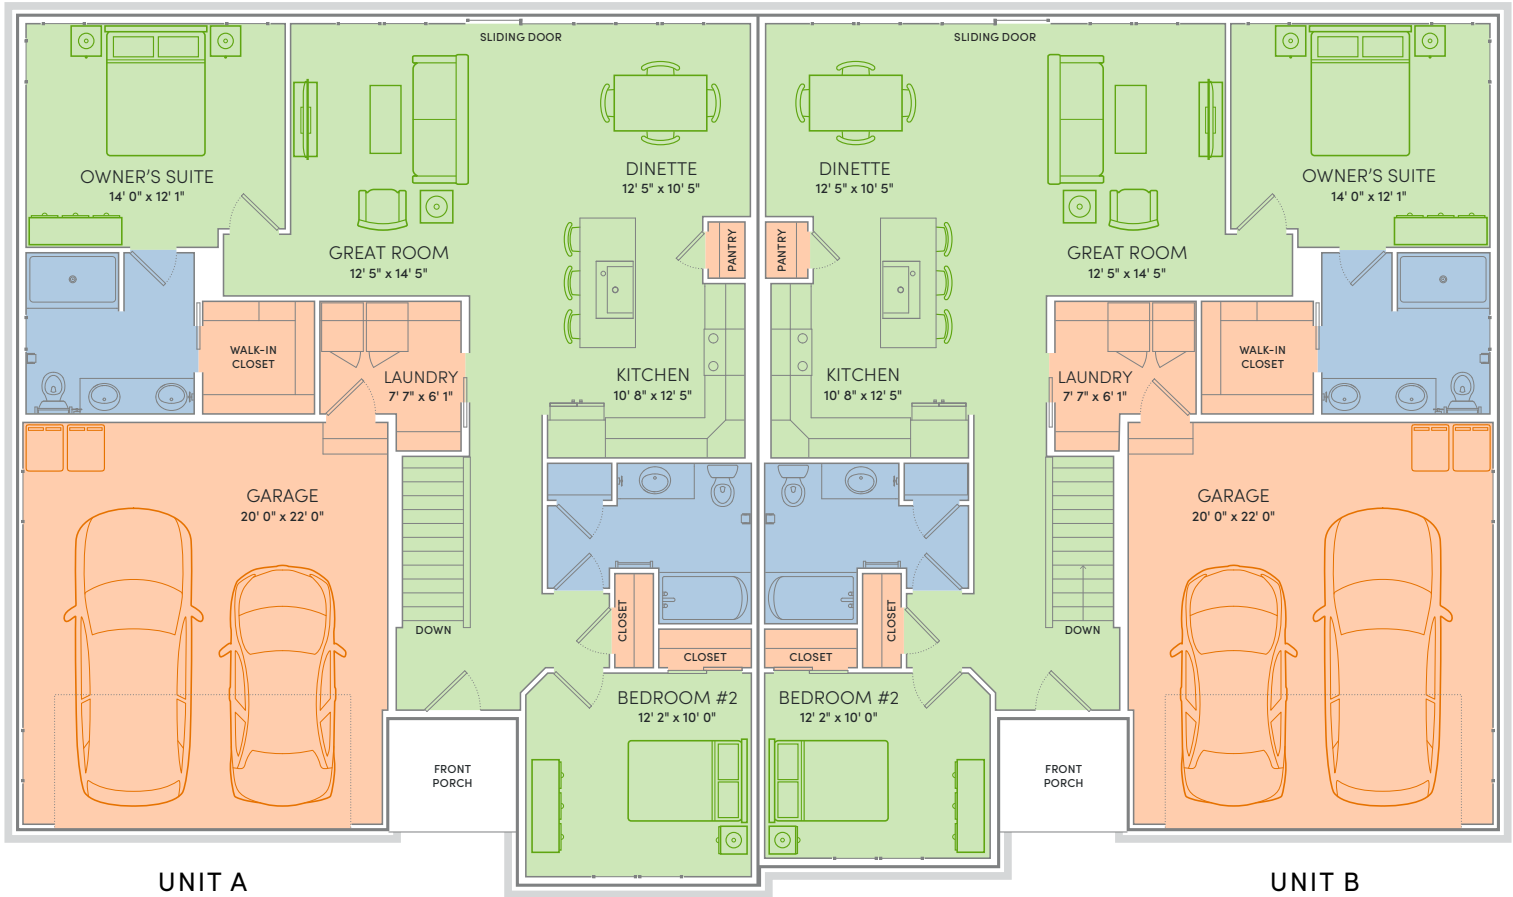 SLIDING DOOR
SLIDING DOOR
OWNER'S SUITE
14' 0" x 12' 1"
DINETTE
12' 5" x 10' 5"
DINETTE
12' 5" x 10' 5"
OWNER'S SUITE
14' 0" x 12' 1"
GREAT ROOM
12' 5" x 14' 5"
PANTRY
PANTRY
GREAT ROOM
12' 5" x 14' 5"
WALK-IN
CLOSET
LAUNDRY
7' 7" x 6' 1"
KITCHEN
10' 8" x 12' 5"
KITCHEN
10' 8" x 12' 5"
LAUNDRY
7' 7" x 6' 1"
WALK-IN
CLOSET
GARAGE
20' 0" x 22' 0"
GARAGE
20' 0" x 22' 0"
DOWN
CLOSET
CLOSET
CLOSET
CLOSET
DOWN
BEDROOM #2
12' 2" x 10' 0"
BEDROOM #2
12' 2" x 10' 0"
FRONT
PORCH
FRONT
PORCH
UNIT A
UNIT B